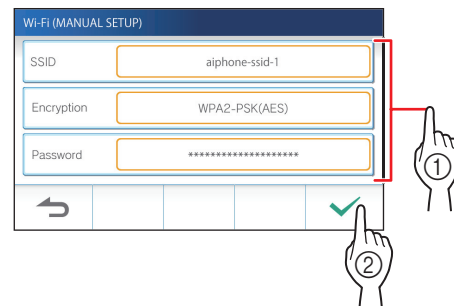 Wi-Fi (MANUAL SETUP)
SSID
aiphone-ssid-1
Encryption
WPA2-PSK(AES)
Password
********************
①
②